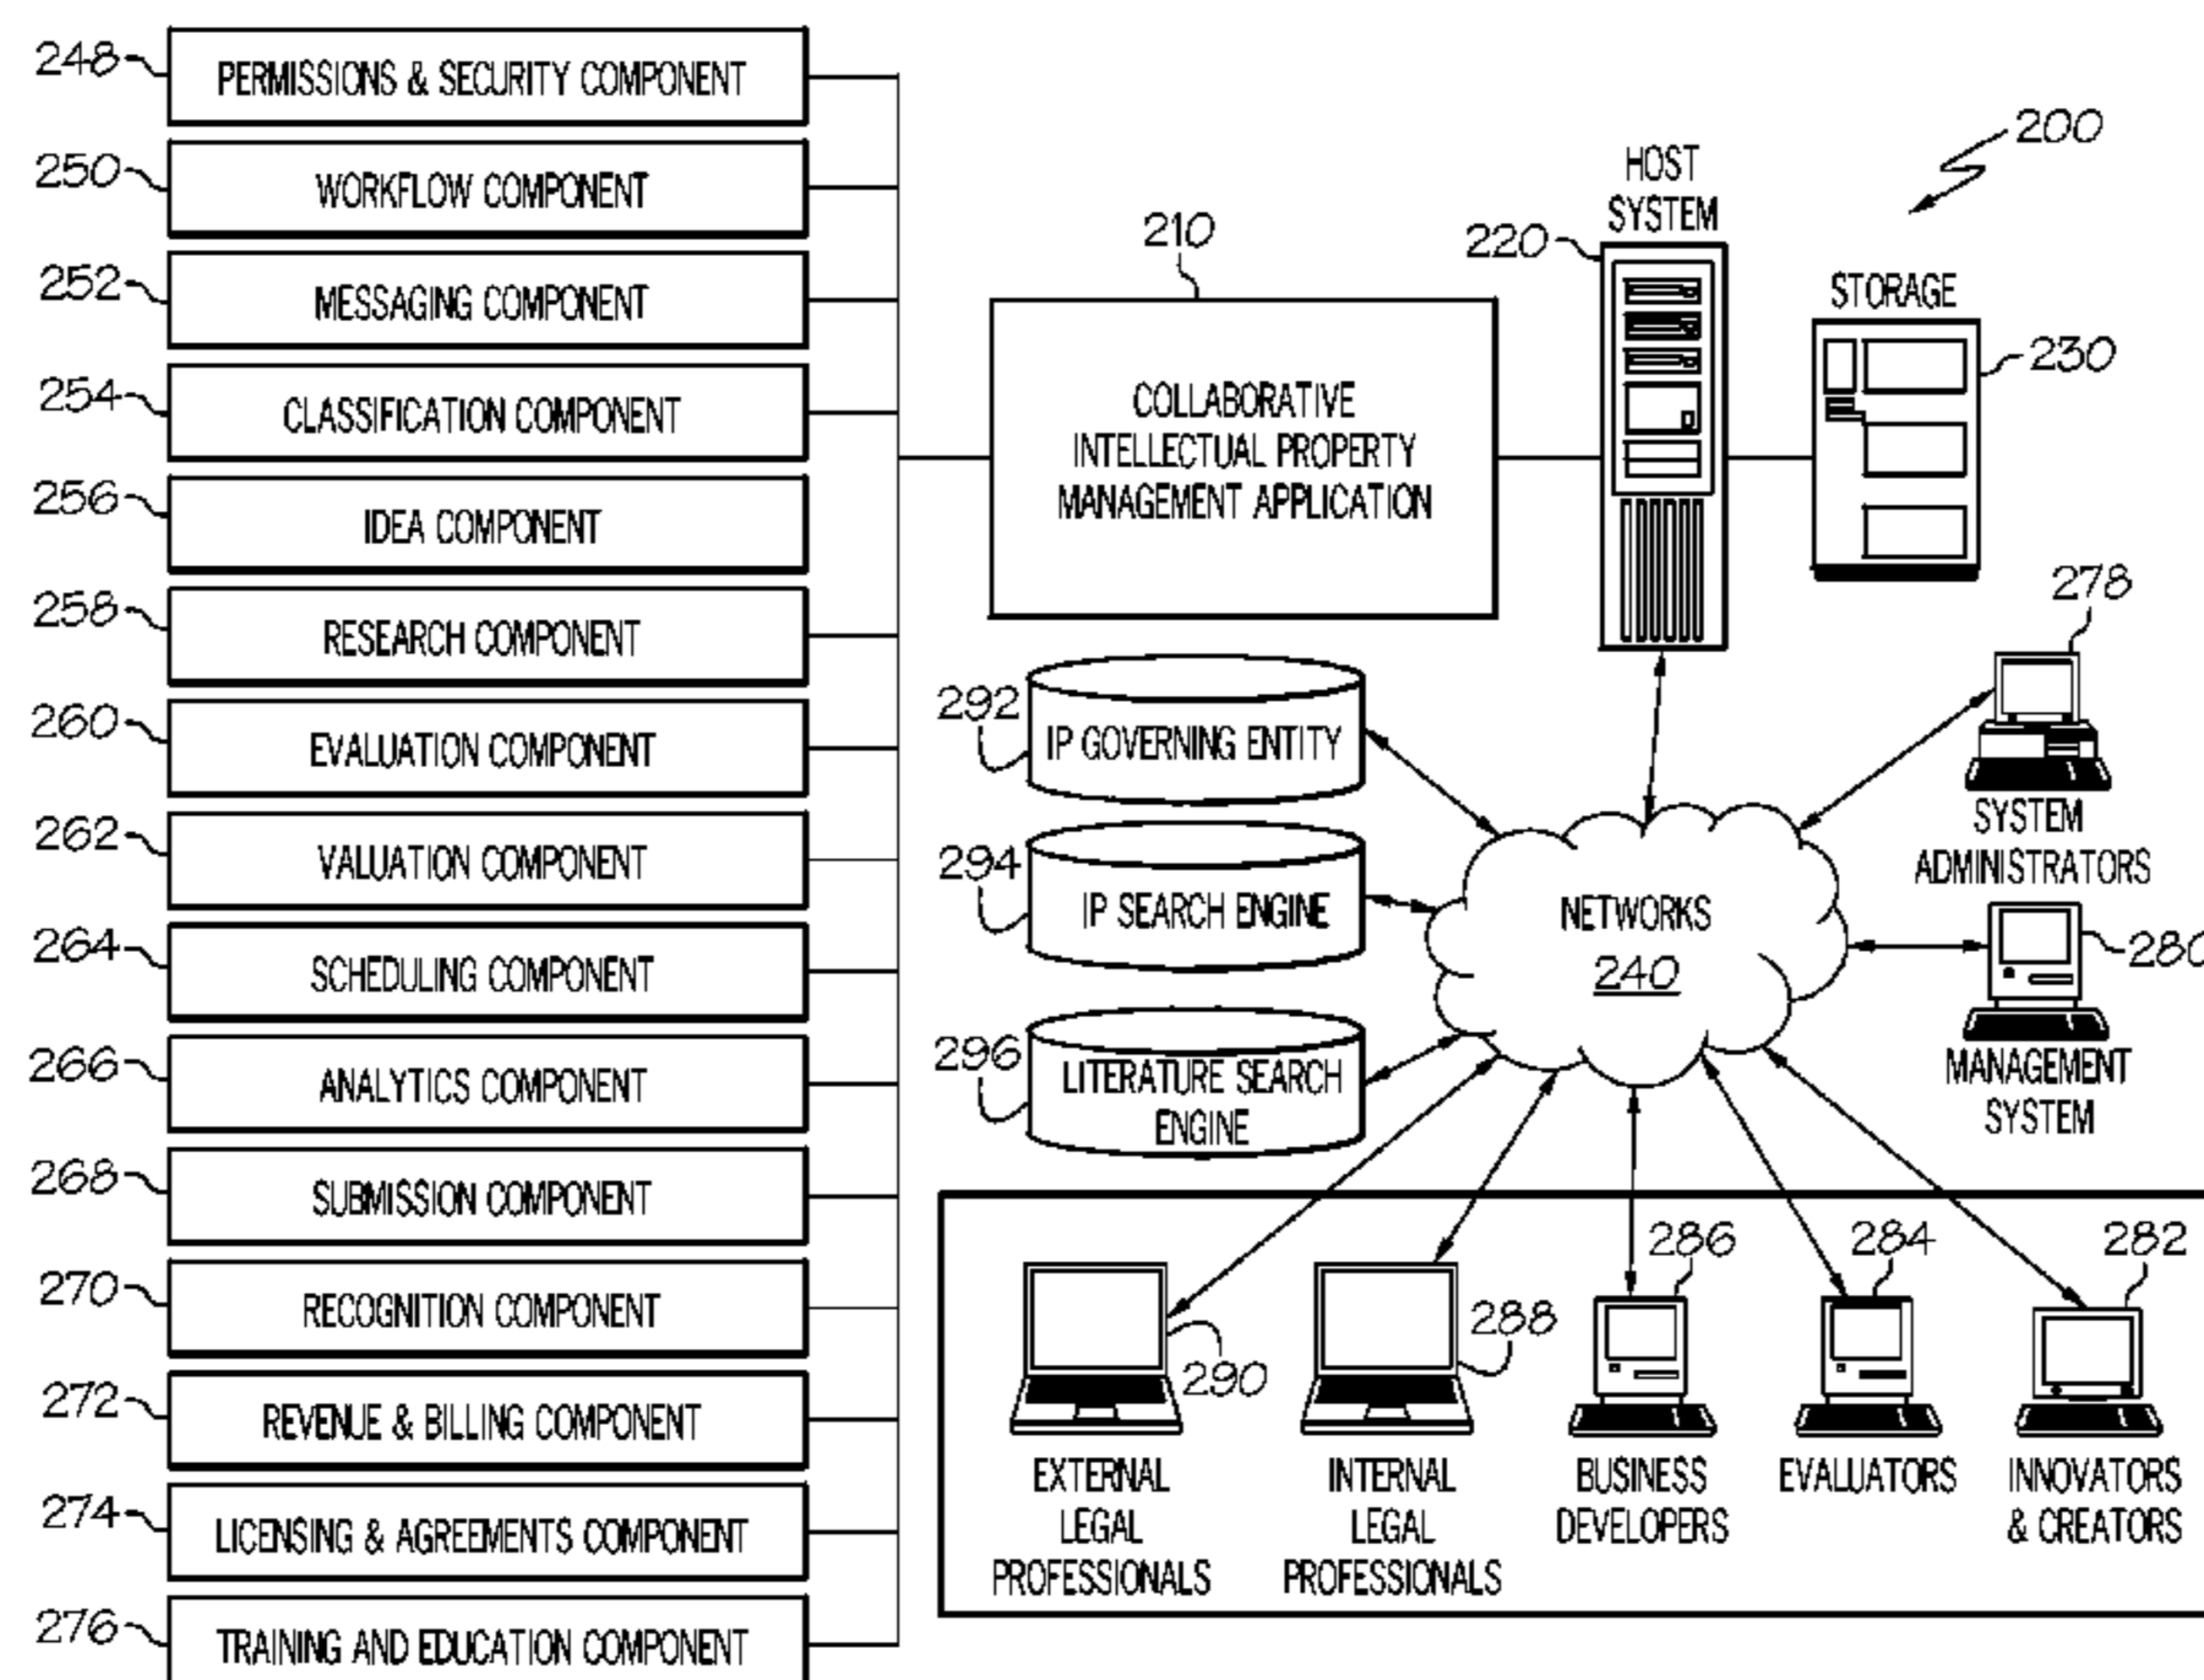 248
PERMISSIONS & SECURITY COMPONENT
250
WORKFLOW COMPONENT
252
MESSAGING COMPONENT
254
CLASSIFICATION COMPONENT
256
IDEA COMPONENT
258
RESEARCH COMPONENT
260
EVALUATION COMPONENT
262
VALUATION COMPONENT
264
SCHEDULING COMPONENT
266
ANALYTICS COMPONENT
268
SUBMISSION COMPONENT
270
RECOGNITION COMPONENT
272
REVENUE & BILLING COMPONENT
274
LICENSING & AGREEMENTS COMPONENT
276
TRAINING AND EDUCATION COMPONENT
210
COLLABORATIVE
INTELLECTUAL PROPERTY
MANAGEMENT APPLICATION
HOST
SYSTEM
220
200
STORAGE
230
278
SYSTEM
ADMINISTRATORS
280
MANAGEMENT
SYSTEM
292
IP GOVERNING ENTITY
294
IP SEARCH ENGINE
296
LITERATURE SEARCH
ENGINE
NETWORKS
240
290
EXTERNAL
LEGAL
PROFESSIONALS
288
INTERNAL
LEGAL
PROFESSIONALS
286
BUSINESS
DEVELOPERS
284
EVALUATORS
282
INNOVATORS
& CREATORS